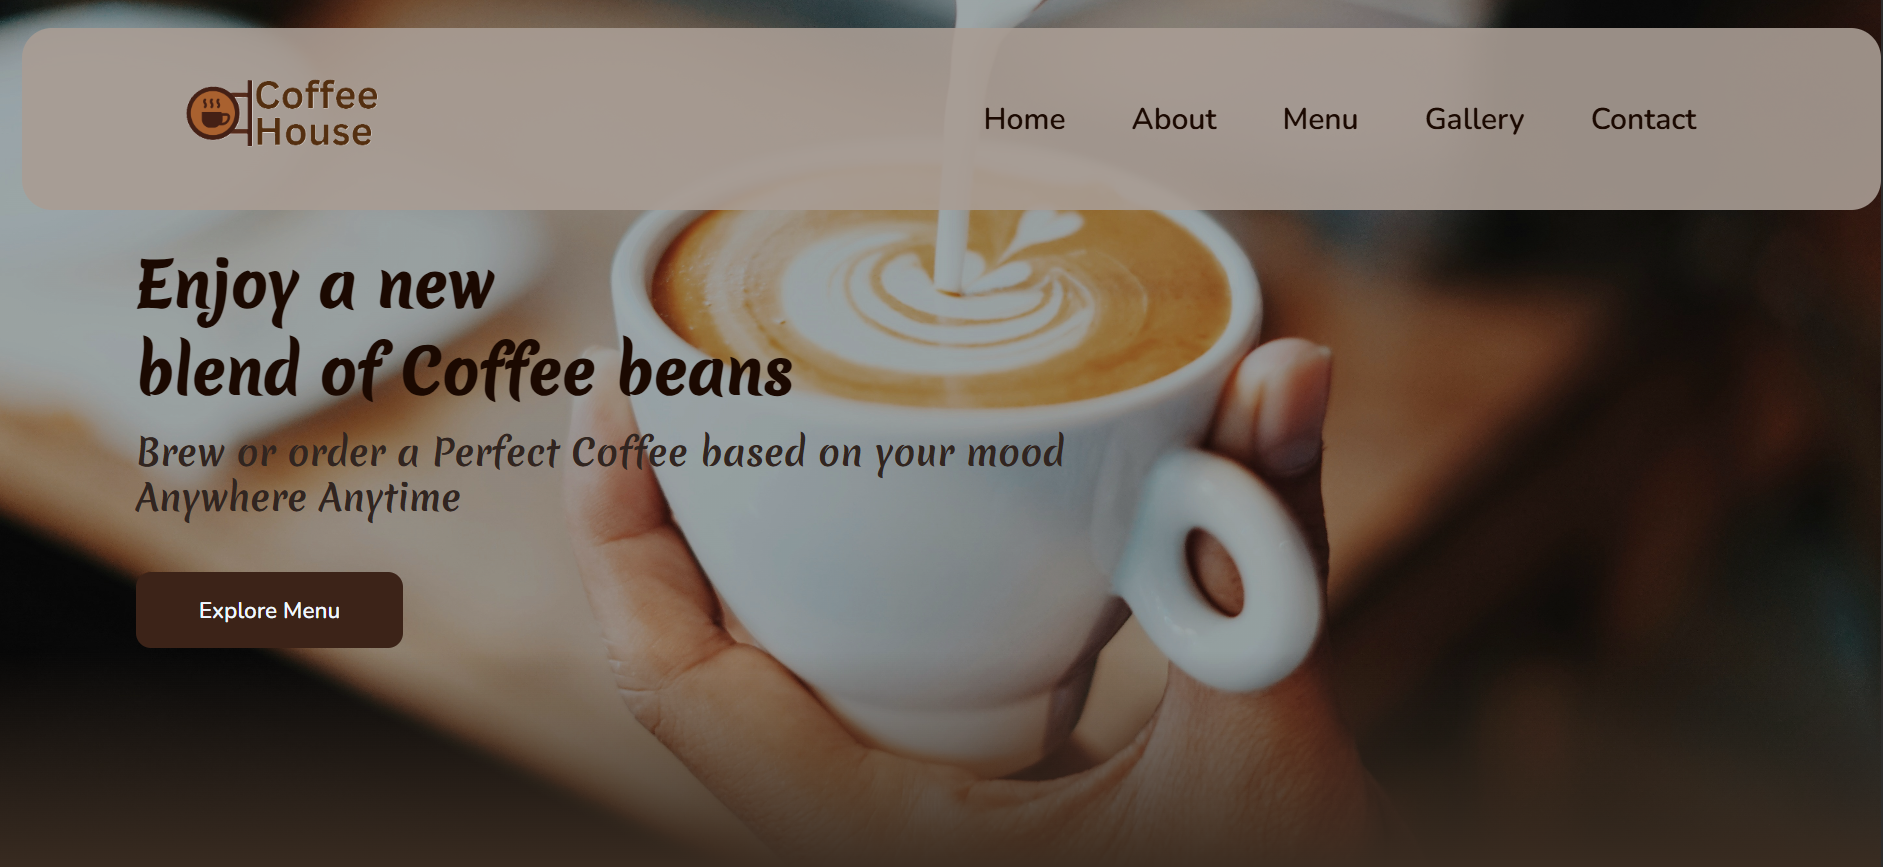 Coffee
House
Home About Menu Gallery Contact
Enjoy a new
blend of Coffee beans
Brew or order a Perfect Coffee based on your mood
Anywhere Anytime
Explore Menu